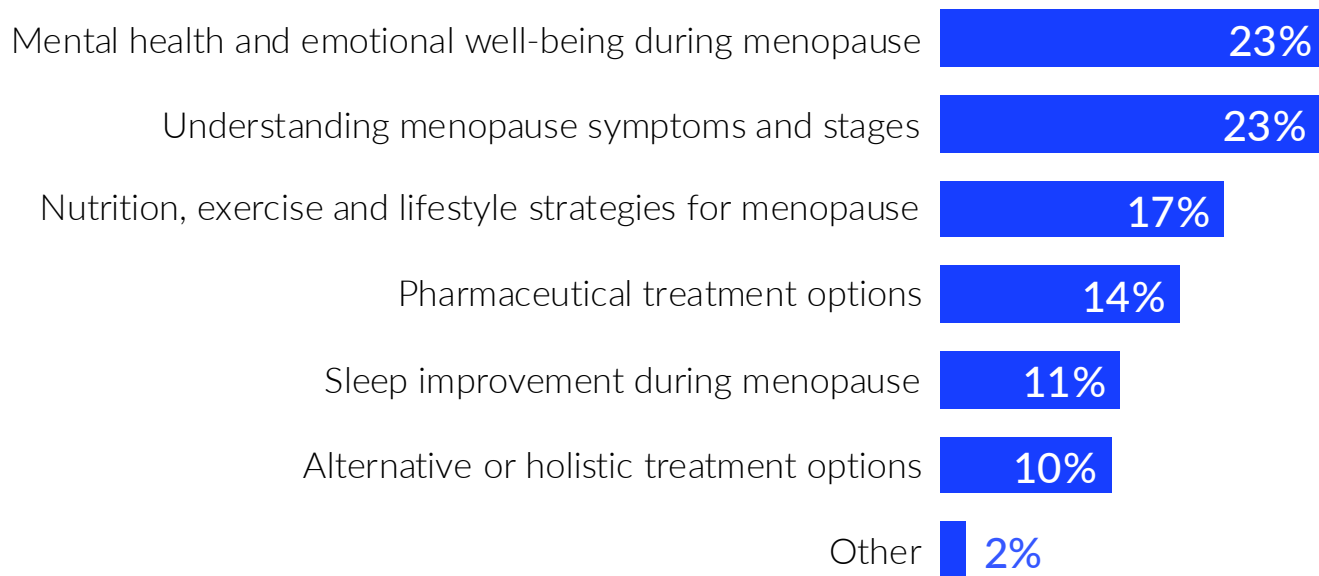 Mental health and emotional well-being during menopause 23%
Understanding menopause symptoms and stages 23%
Nutrition, exercise and lifestyle strategies for menopause 17%
Pharmaceutical treatment options 14%
Sleep improvement during menopause 11%
Alternative or holistic treatment options 10%
Other 2%